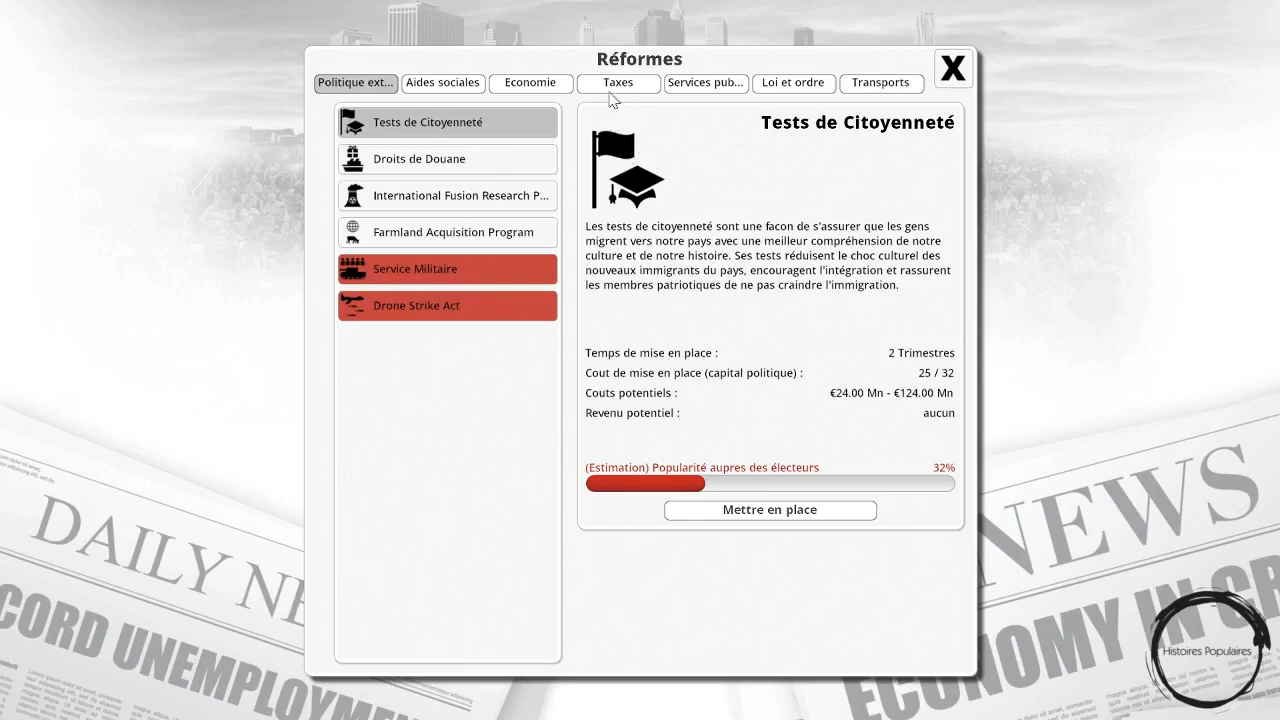 Réformes
X
Politique ext...
Aides sociales
Economie
Taxes
Services pub...
Loi et ordre
Transports
Tests de Citoyenneté
Droits de Douane
International Fusion Research P...
Farmland Acquisition Program
Service Militaire
Drone Strike Act
Tests de Citoyenneté
Les tests de citoyenneté sont une facon de s'assurer que les gens
migrent vers notre pays avec une meilleur compréhension de notre
culture et de notre histoire. Ses tests réduisent le choc culturel des
nouveaux immigrants du pays, encouragent l'intégration et rassurent
les membres patriotiques de ne pas craindre l'immigration.
Temps de mise en place : 2 Trimestres
Cout de mise en place (capital politique) : 25 / 32
Couts potentiels : €24.00 Mn - €124.00 Mn
Revenu potentiel : aucun
(Estimation) Popularité aupres des électeurs 32%
Mettre en place
DAILY NE
CORD UNEMPLOYM
NEWS
ECONOMY IN CR
Histoires Populaires